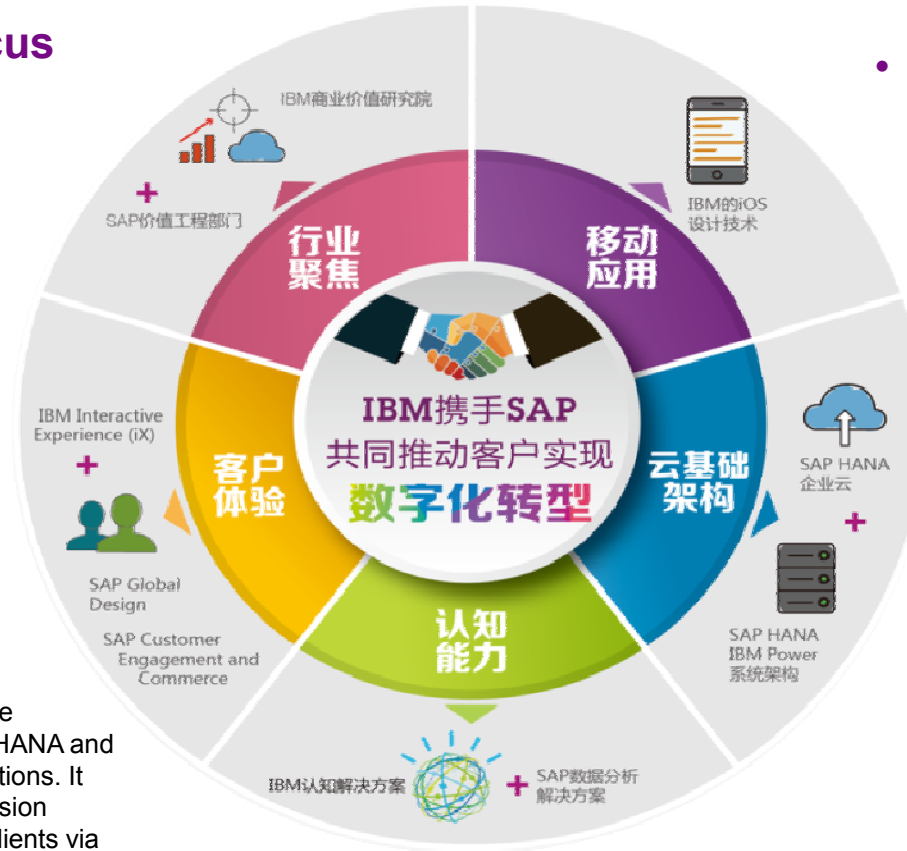 IBM商业价值研究院
SAP价值工程部门
行业
聚焦
移动
应用
IBM的iOS
设计技术
IBM携手SAP
共同推动客户实现
数字化转型
云基础
架构
SAP HANA
企业云
SAP HANA
IBM Power
系统架构
客户
体验
IBM Interactive
Experience (iX)
SAP Global
Design
SAP Customer
Engagement and
Commerce
认知
能力
IBM认知解决方案
SAP数据分析
解决方案
HANA and
It
via